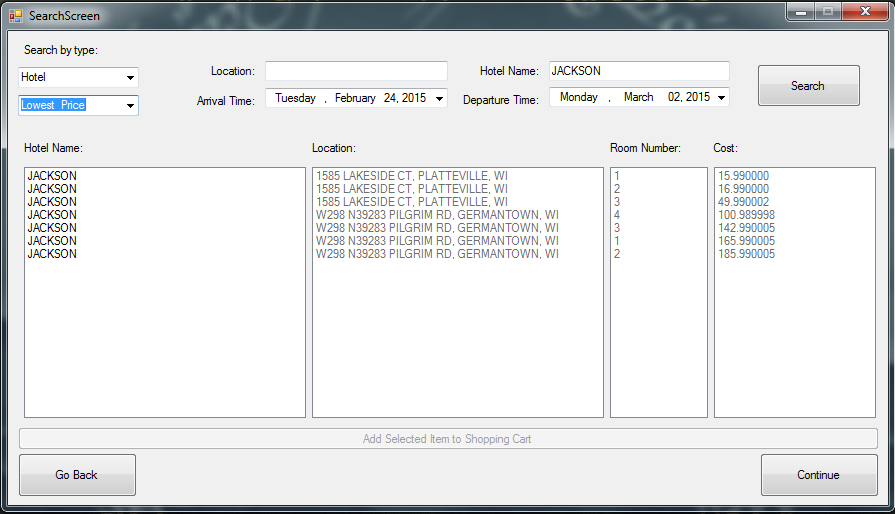 SearchScreen
Search by type:
Hotel
Location:
Hotel Name: JACKSON
Search
Lowest Price
Arrival Time: Tuesday , February 24, 2015
Departure Time: Monday , March 02, 2015
Hotel Name: Location: Room Number: Cost:
JACKSON 1585 LAKESIDE CT, PLATTEVILLE, WI 1 15.990000
JACKSON 1585 LAKESIDE CT, PLATTEVILLE, WI 2 16.990000
JACKSON 1585 LAKESIDE CT, PLATTEVILLE, WI 3 49.990002
JACKSON W298 N39283 PILGRIM RD, GERMANTOWN, WI 4 100.989998
JACKSON W298 N39283 PILGRIM RD, GERMANTOWN, WI 3 142.990005
JACKSON W298 N39283 PILGRIM RD, GERMANTOWN, WI 1 165.990005
JACKSON W298 N39283 PILGRIM RD, GERMANTOWN, WI 2 185.990005
Add Selected Item to Shopping Cart
Go Back
Continue